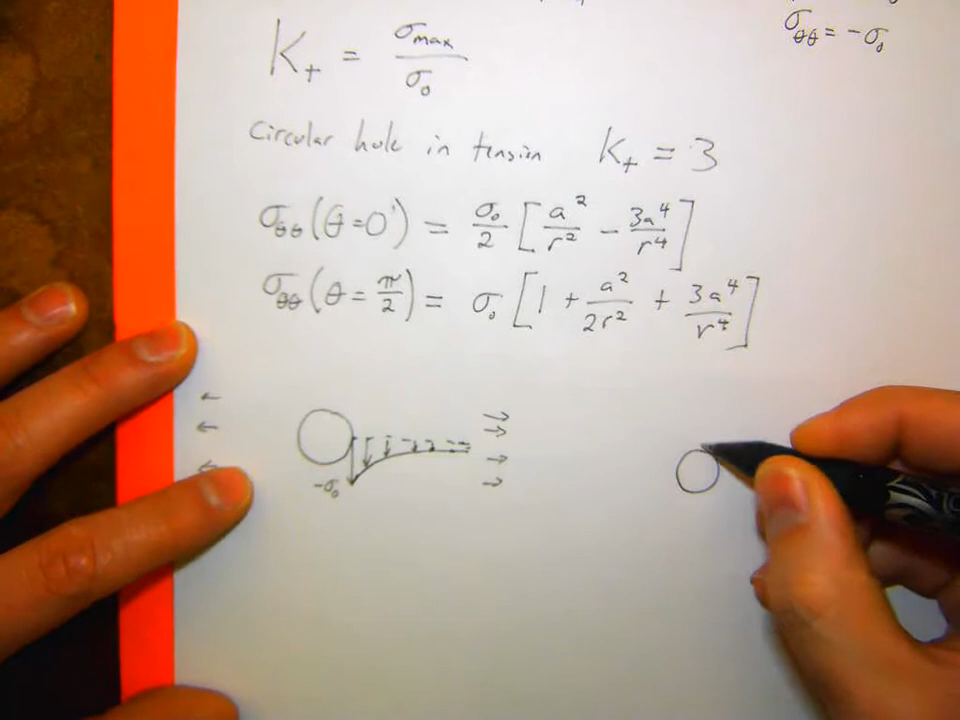 σθθ = -σ₀
Kₜ = σmax / σ₀
Circular hole in tension Kₜ = 3
σθθ(θ=0) = σ₀/2 [a²/r² - 3a⁴/r⁴]
σθθ(θ=π/2) = σ₀ [1 + a²/2r² + 3a⁴/r⁴]
-σ₀